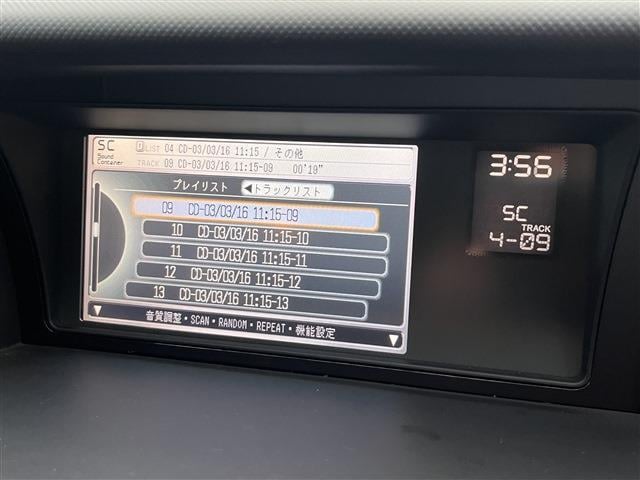 SC
Sound
Container
LIST 04 CD-03/03/16 11:15 / その他
TRACK 09 CD-03/03/16 11:15-09 00'19"
プレイリスト ◀トラックリスト
09 CD-03/03/16 11:15-09
10 CD-03/03/16 11:15-10
11 CD-03/03/16 11:15-11
12 CD-03/03/16 11:15-12
13 CD-03/03/16 11:15-13
▼ 音質調整・SCAN・RANDOM・REPEAT・機能設定 ▼
3:56
SC
TRACK
4-09